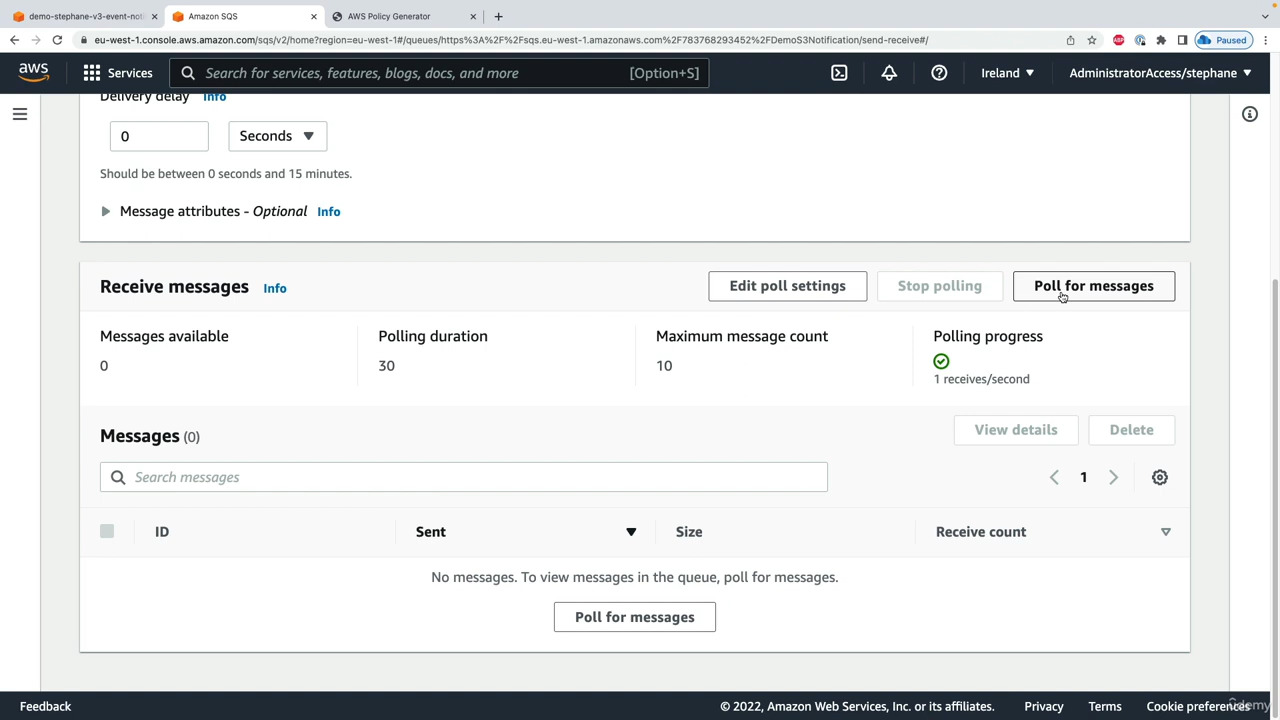 demo-stephane-v3-event-noti
Amazon SQS
AWS Policy Generator
eu-west-1.console.aws.amazon.com/sqs/v2/home?region=eu-west-1#/queues/https%3A%2F%2Fsqs.eu-west-1.amazonaws.com%2F783768293452%2FDemoS3Notification/send-receive#/
ABP
Paused
aws
Services
Search for services, features, blogs, docs, and more
[Option+S]
Ireland
AdministratorAccess/stephane
Delivery delay Info
0
Seconds
Should be between 0 seconds and 15 minutes.
Message attributes - Optional Info
Receive messages Info
Edit poll settings
Stop polling
Poll for messages
Messages available
0
Polling duration
30
Maximum message count
10
Polling progress
1 receives/second
Messages (0)
View details
Delete
Search messages
1
ID
Sent
Size
Receive count
No messages. To view messages in the queue, poll for messages.
Poll for messages
Feedback
© 2022, Amazon Web Services, Inc. or its affiliates.
Privacy
Terms
Cookie preferences
Udemy